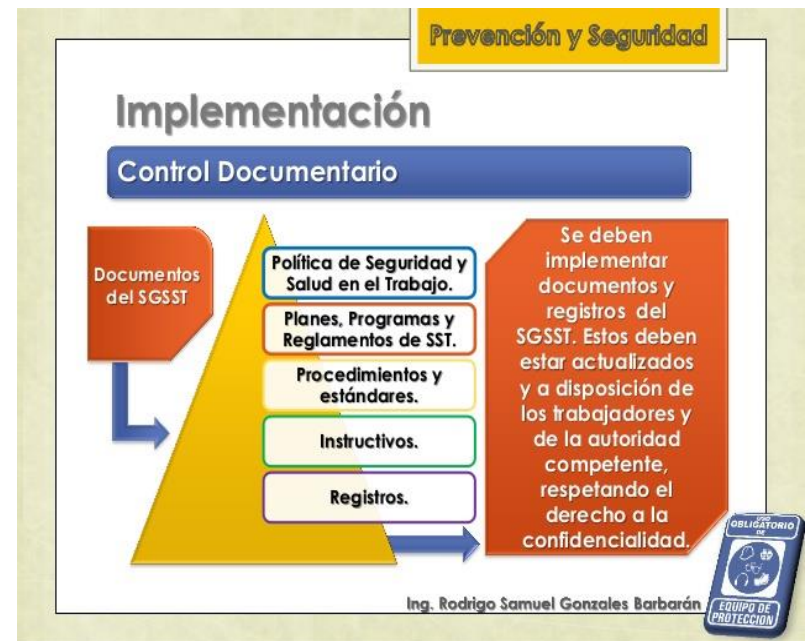 Prevención y Seguridad
Implementación
Control Documentario
Documentos
del SGSST
Política de Seguridad y
Salud en el Trabajo.
Planes, Programas y
Reglamentos de SST.
Procedimientos y
estándares.
Instructivos.
Registros.
Se deben
implementar
documentos y
registros del
SGSST. Estos deben
estar actualizados
y a disposición de
los trabajadores y
de la autoridad
competente,
respetando el
derecho a la
confidencialidad.
Ing. Rodrigo Samuel Gonzales Barbarán
USO
OBLIGATORIO
DE
EQUIPO DE
PROTECCION